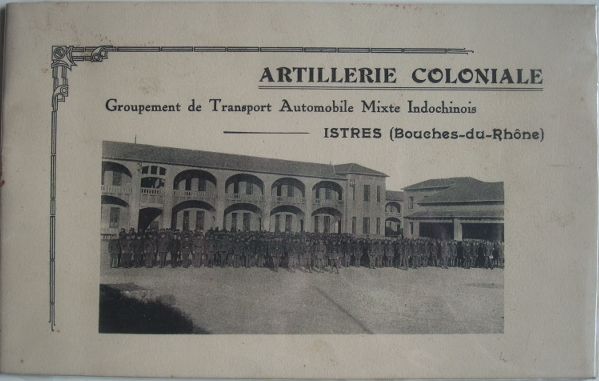 ARTILLERIE COLONIALE
Groupement de Transport Automobile Mixte Indochinois
ISTRES (Bouches-du-Rhône)